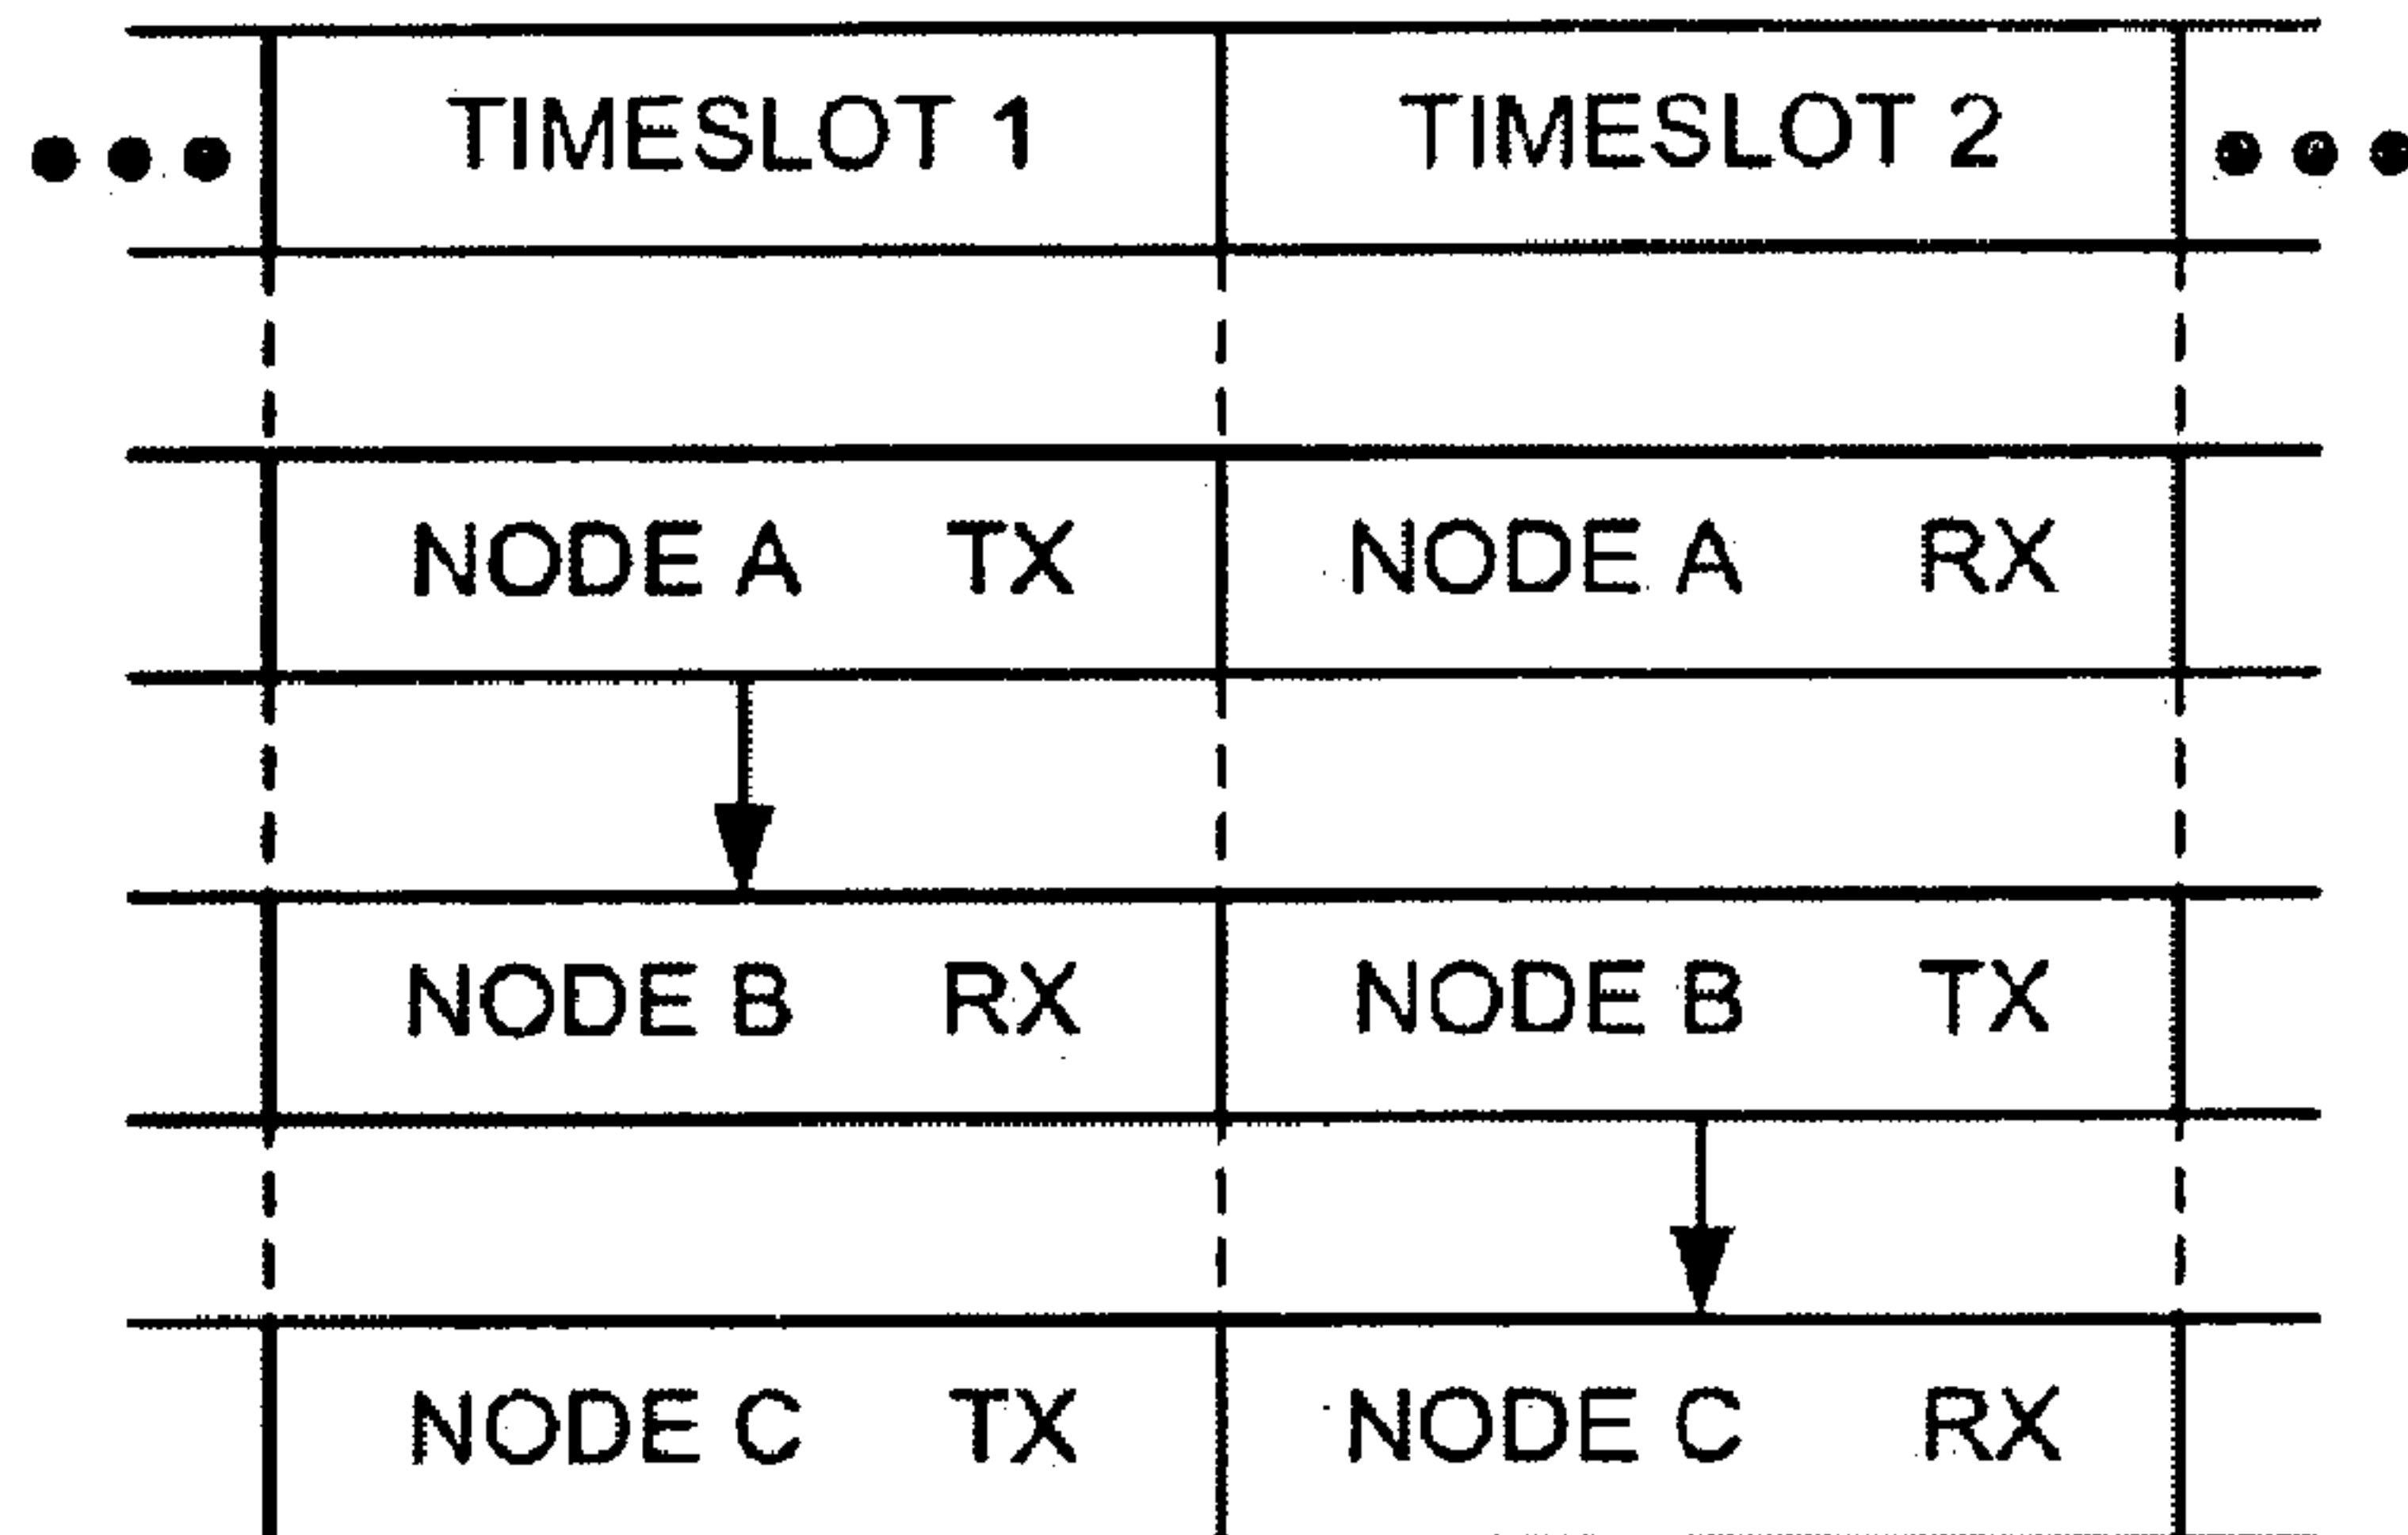 TIMESLOT 1 TIMESLOT 2
NODE A TX NODE A RX
NODE B RX NODE B TX
NODE C TX NODE C RX